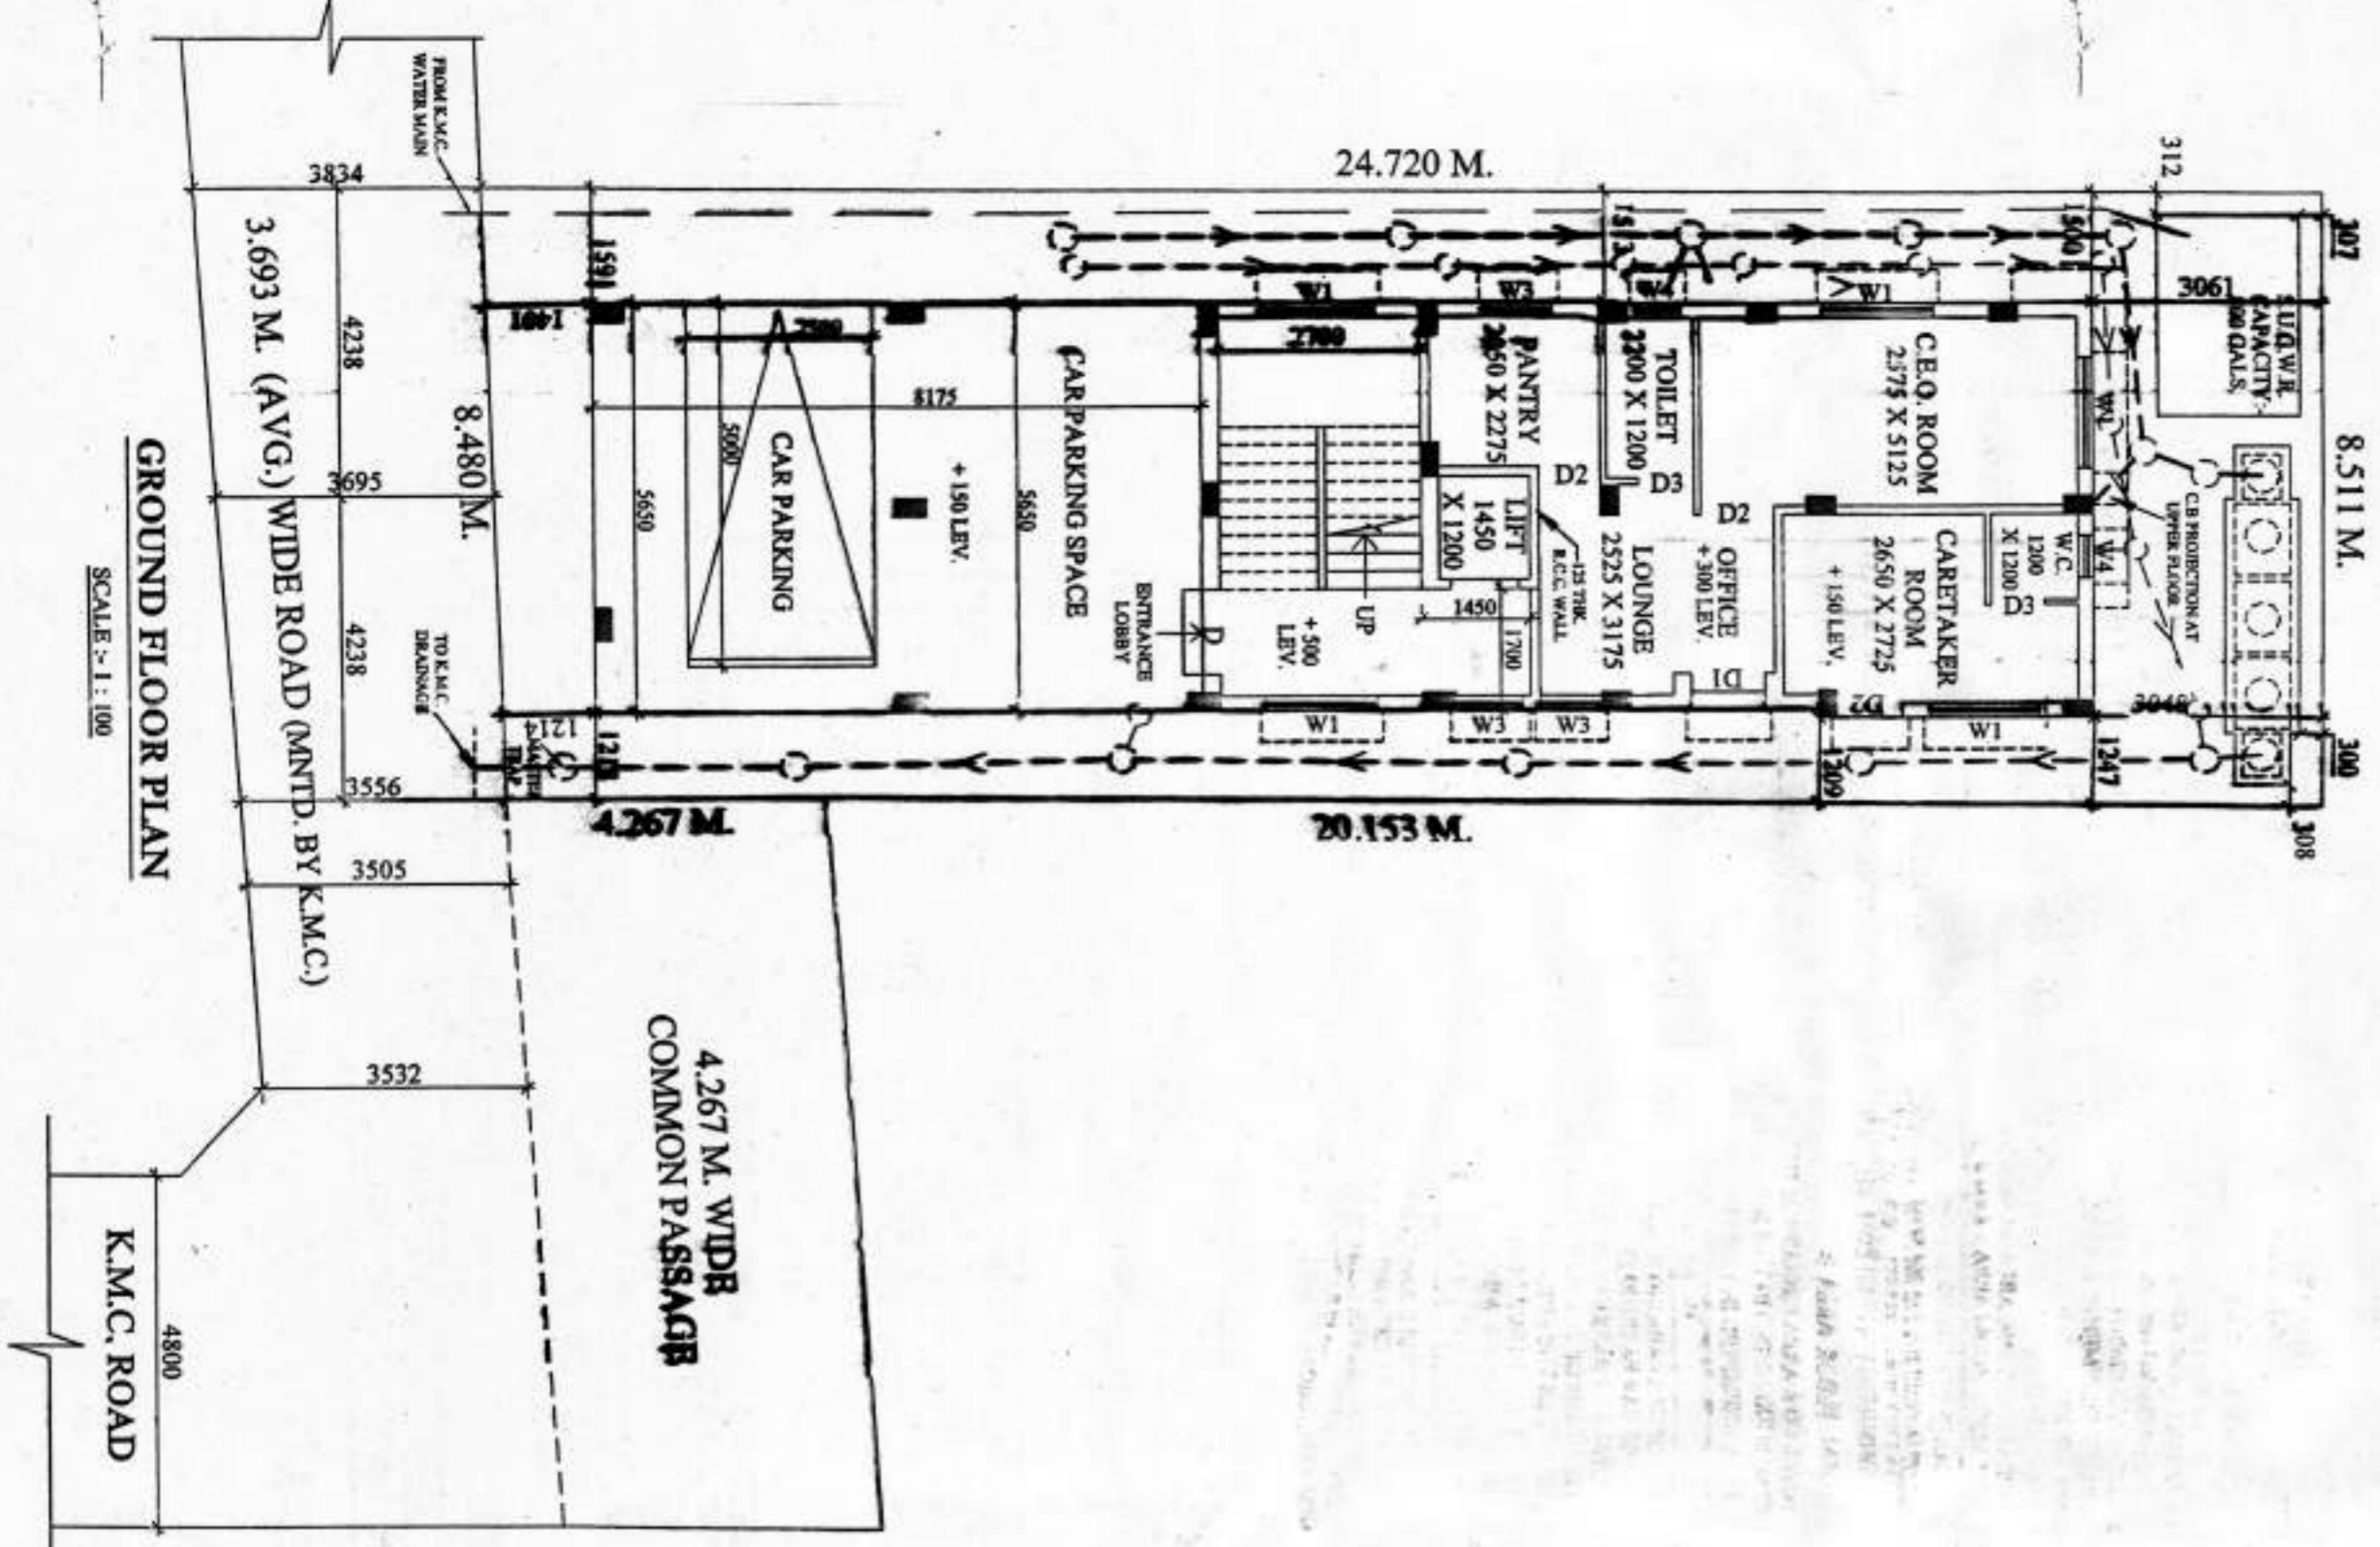 24.720 M.
312
307
8.511 M.
3061
S.U.G.W.R.
CAPACITY:-
1500
1513
W1
W3
W4
W1
C.E.O. ROOM
2575 X 5125
TOILET
2200 X 1200
PANTRY
2275
D2
D3
D2
LIFT
1450
X 1200
125 THK.
R.C.C. WALL
LOUNGE
2525 X 3175
OFFICE
+ 300 LEV.
CARETAKER
ROOM
2650 X 2725
+ 150 LEV.
W.C.
1200
X 1200
D3
W4
C.B PROJECTION AT
UPPER FLOOR
D1
D2
W1
W3
W3
W1
300
308
1247
1209
2700
UP
+ 500
LEV.
1450
1700
D
ENTRANCE
LOBBY
CAR PARKING SPACE
5650
8175
+ 150 LEV.
2500
5000
CAR PARKING
5650
1591
1401
FROM K.M.C.
WATER MAIN
3834
4238
8.480 M.
3695
4238
TO K.M.C.
DRAINAGE
1214
3556
4.267 M.
20.153 M.
3505
3532
3.693 M. (AVG.) WIDE ROAD (MNTD. BY K.M.C.)
4.267 M. WIDE
COMMON PASSAGE
4800
K.M.C. ROAD
GROUND FLOOR PLAN
SCALE :- 1 : 100